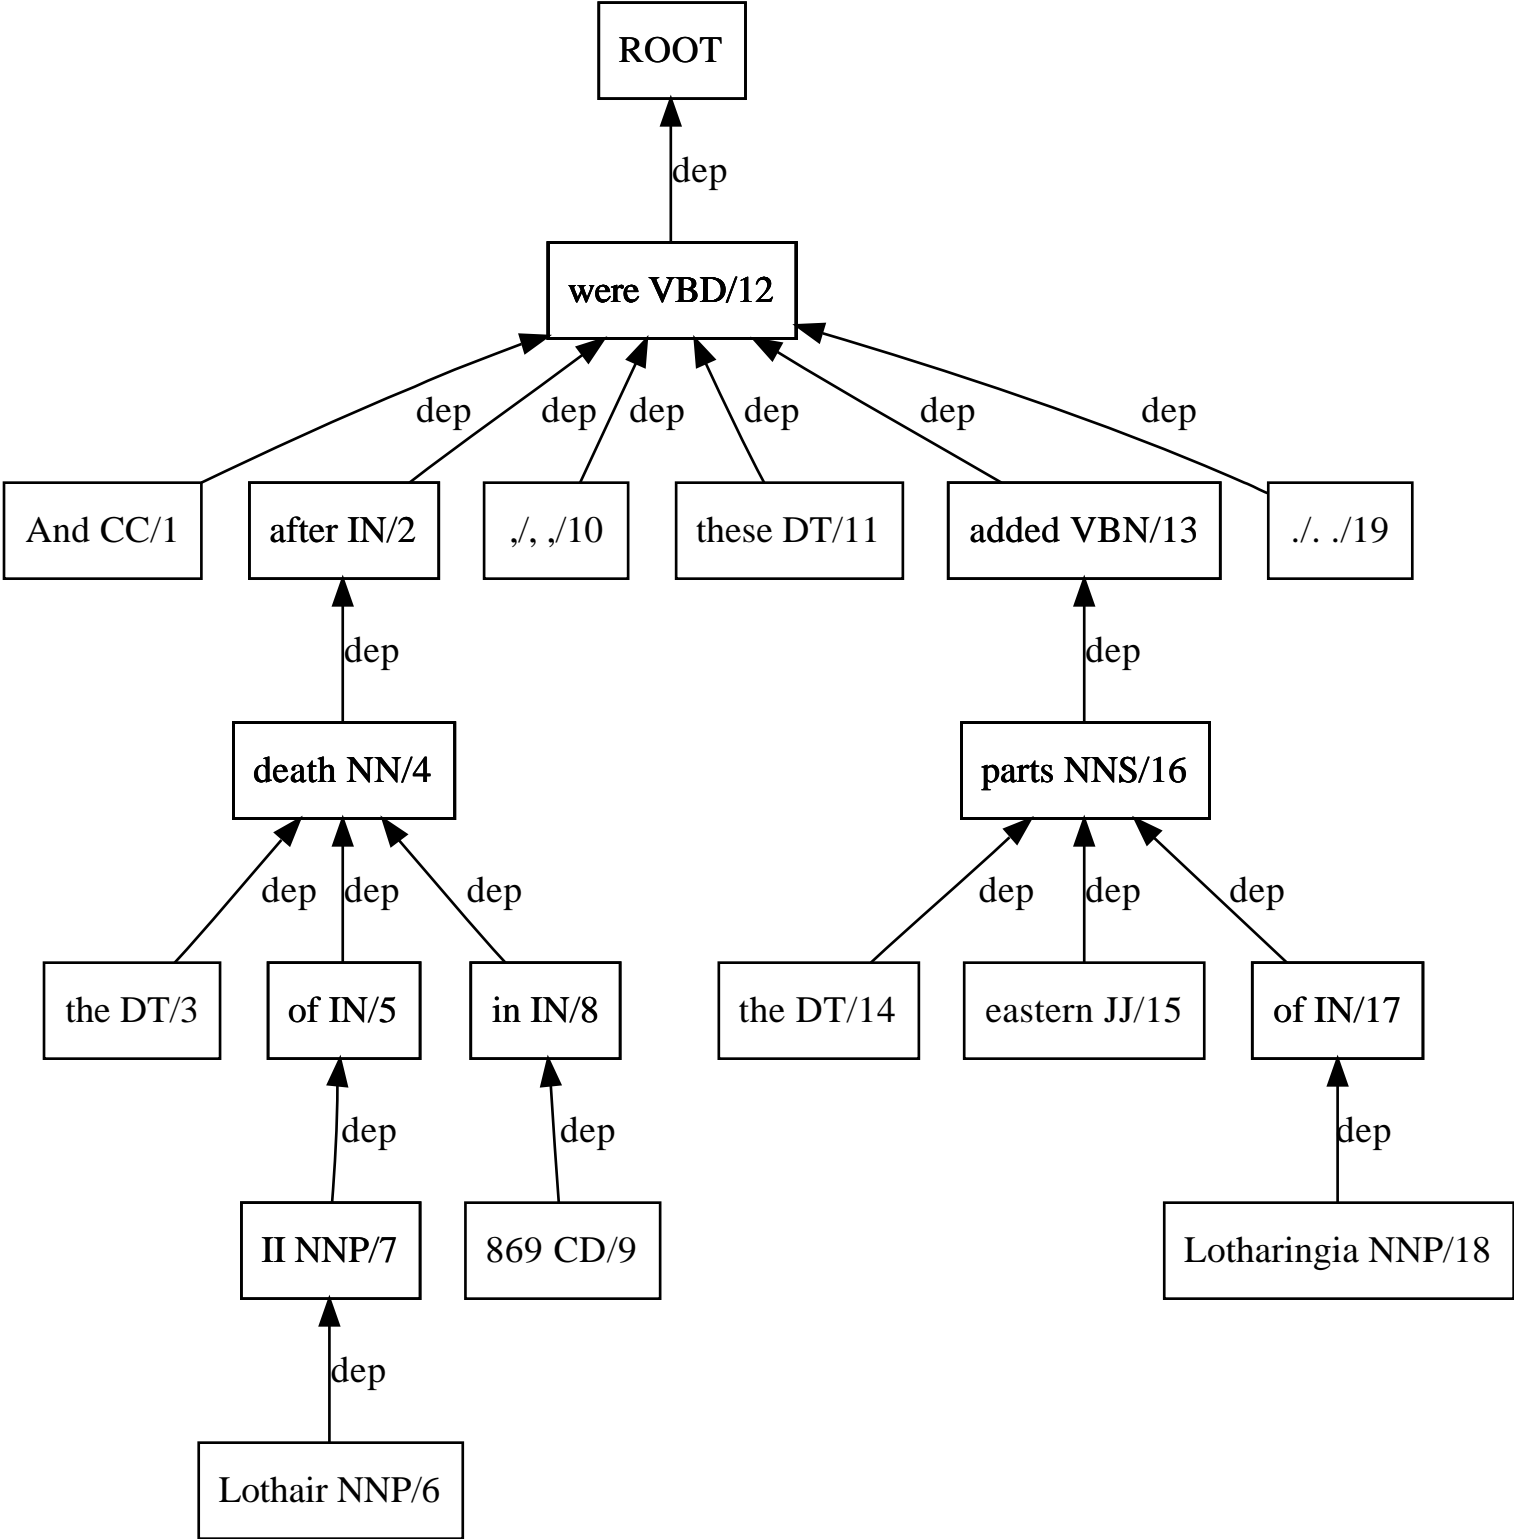 ROOT
dep
were VBD/12
dep dep dep dep dep dep
And CC/1 after IN/2 ,/, ,/10 these DT/11 added VBN/13 ./. ./19
dep dep
death NN/4 parts NNS/16
dep dep dep dep dep dep
the DT/3 of IN/5 in IN/8 the DT/14 eastern JJ/15 of IN/17
dep dep dep
II NNP/7 869 CD/9 Lotharingia NNP/18
dep
Lothair NNP/6